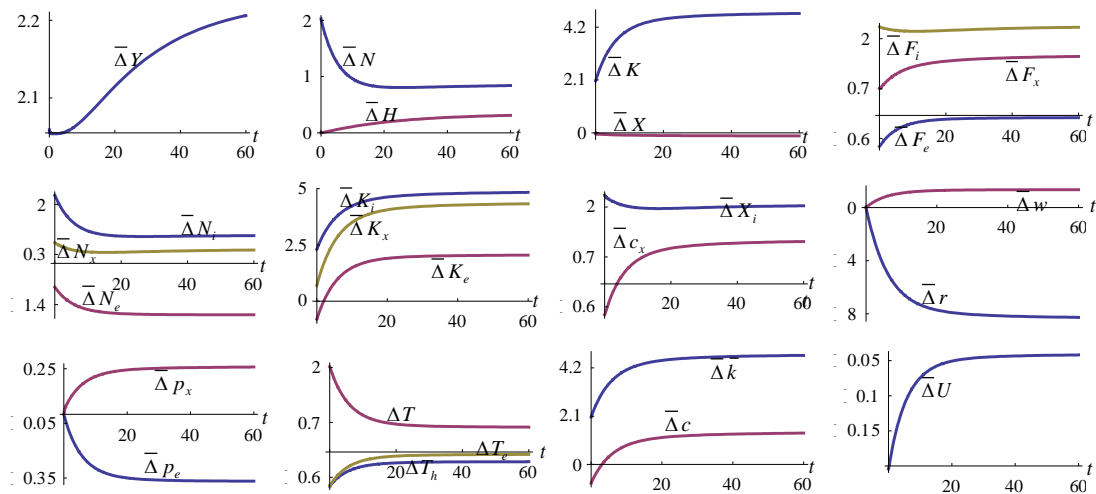 2.2
2.1
Δ̅Y
0 20 40 60
t
2
1
0
Δ̅N
Δ̅H
0 20 40 60
t
4.2
2.1
0
Δ̅K
Δ̅X
20 40 60
t
2
0.7
0.6
Δ̅F_i
Δ̅F_x
Δ̅F_e
20 40 60
t
2
0.3
1.4
Δ̅N_i
Δ̅N_x
Δ̅N_e
20 40 60
t
5
2.5
0
Δ̅K_i
Δ̅K_x
Δ̅K_e
20 40 60
t
2
0.7
0.6
Δ̅X_i
Δ̅c_x
20 40 60
t
0
4
8
Δ̅w
Δ̅r
20 40 60
t
0.25
0.05
0.35
Δ̅p_x
Δ̅p_e
20 40 60
t
2
0.7
0.6
ΔT
ΔT_e
ΔT_h
20 40 60
t
4.2
2.1
0
Δ̅k̅
Δ̅c
20 40 60
t
0.05
0.1
0.15
Δ̅U
20 40 60
t